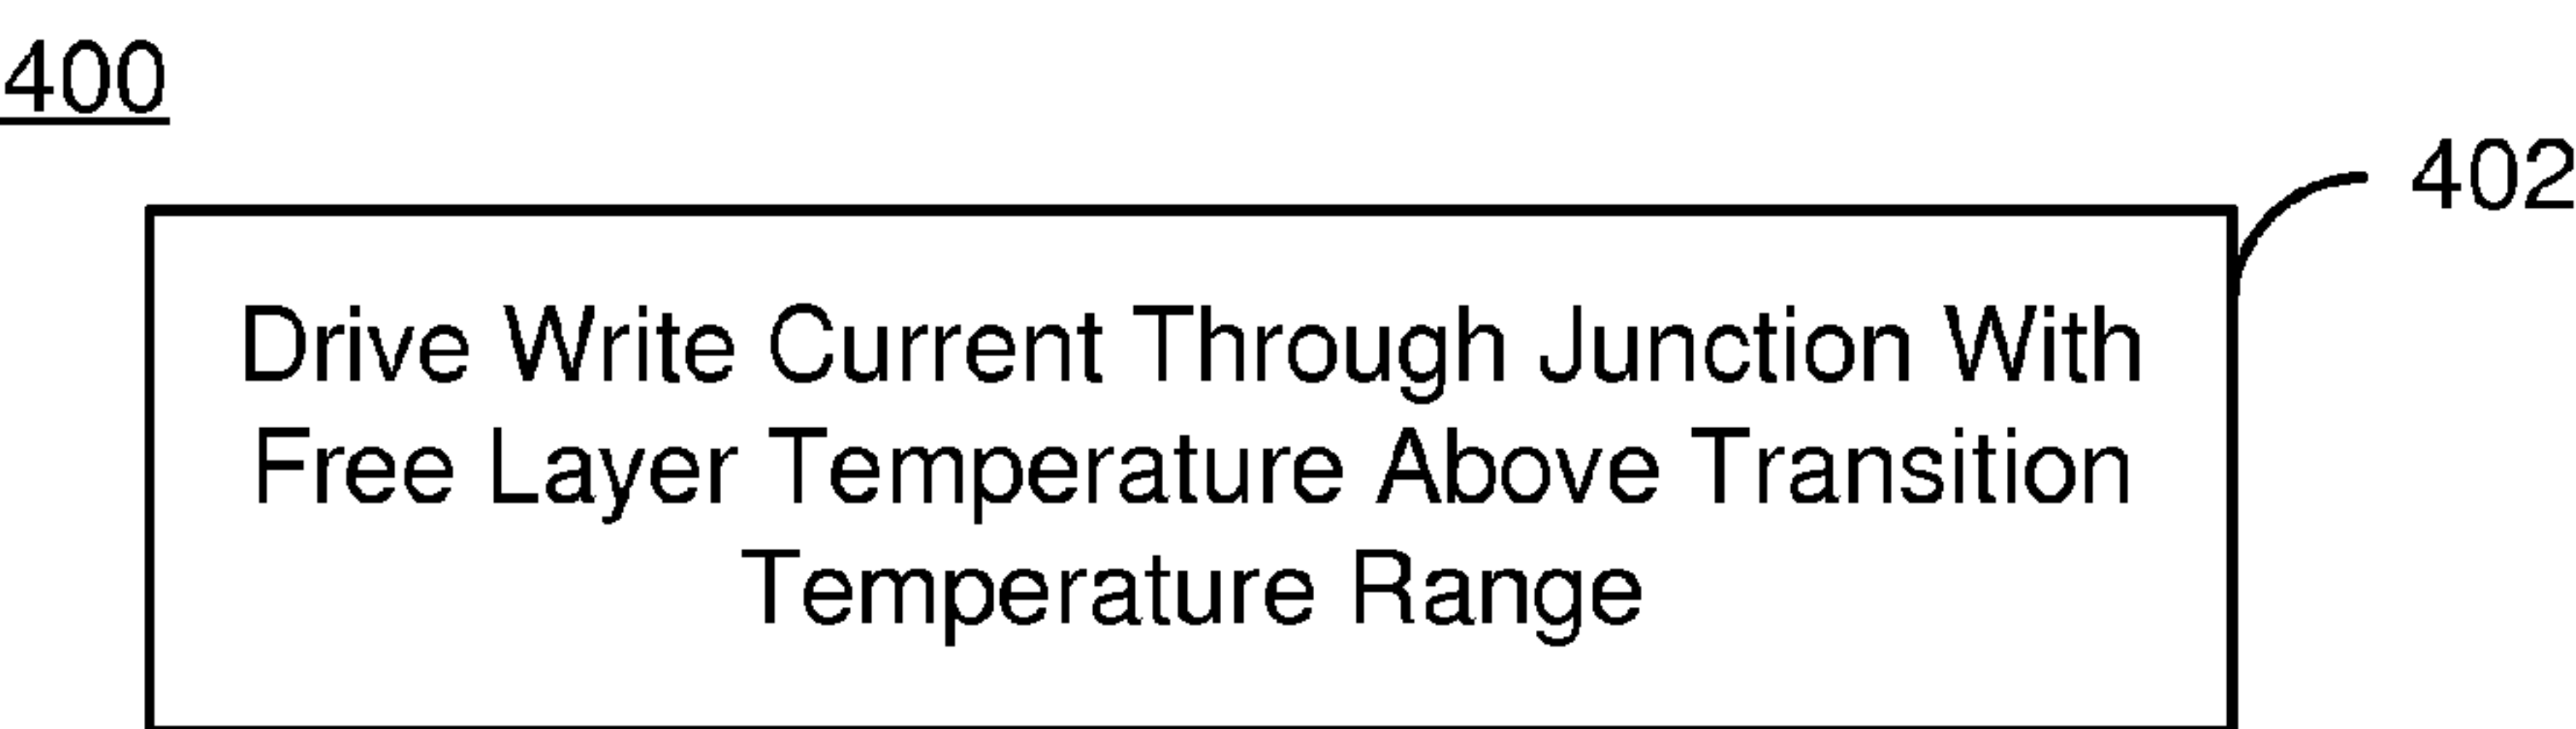 400
402
Drive Write Current Through Junction With
Free Layer Temperature Above Transition
Temperature Range